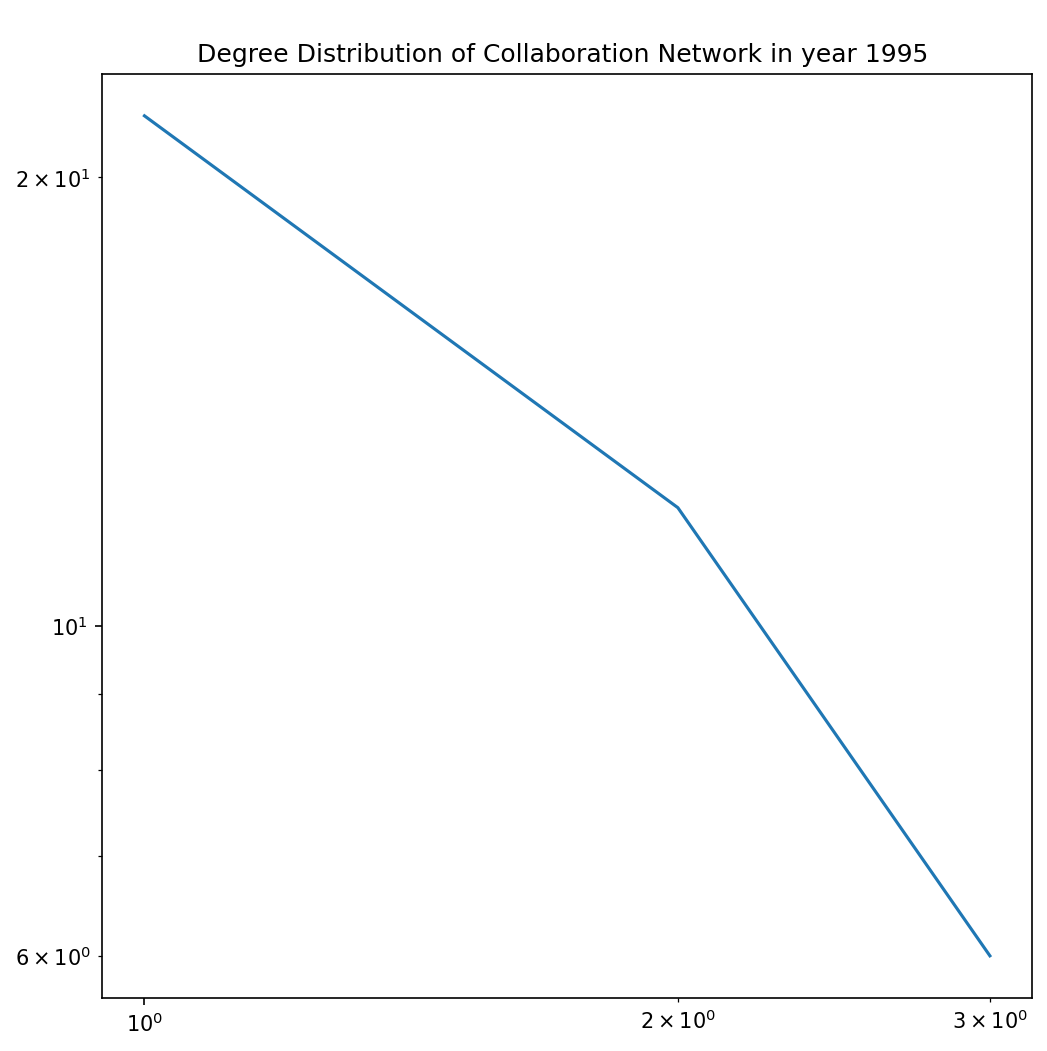 Degree Distribution of Collaboration Network in year 1995
2 × 10¹
10¹
6 × 10⁰
10⁰
2 × 10⁰
3 × 10⁰